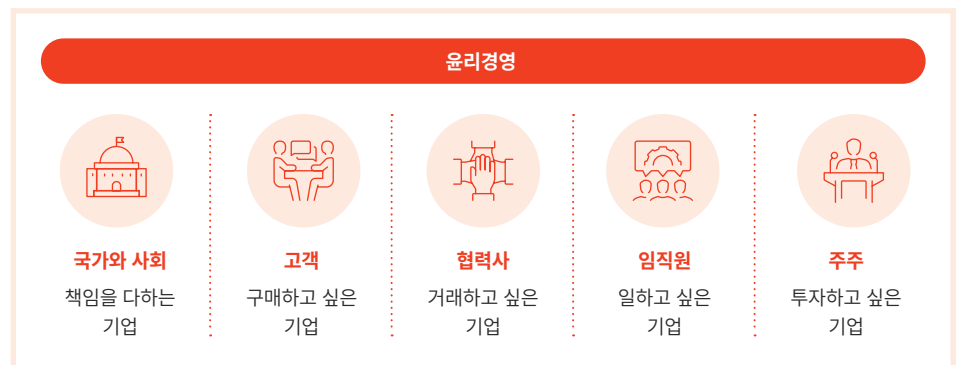 윤리경영
국가와 사회
책임을 다하는
기업
고객
구매하고 싶은
기업
협력사
거래하고 싶은
기업
임직원
일하고 싶은
기업
주주
투자하고 싶은
기업